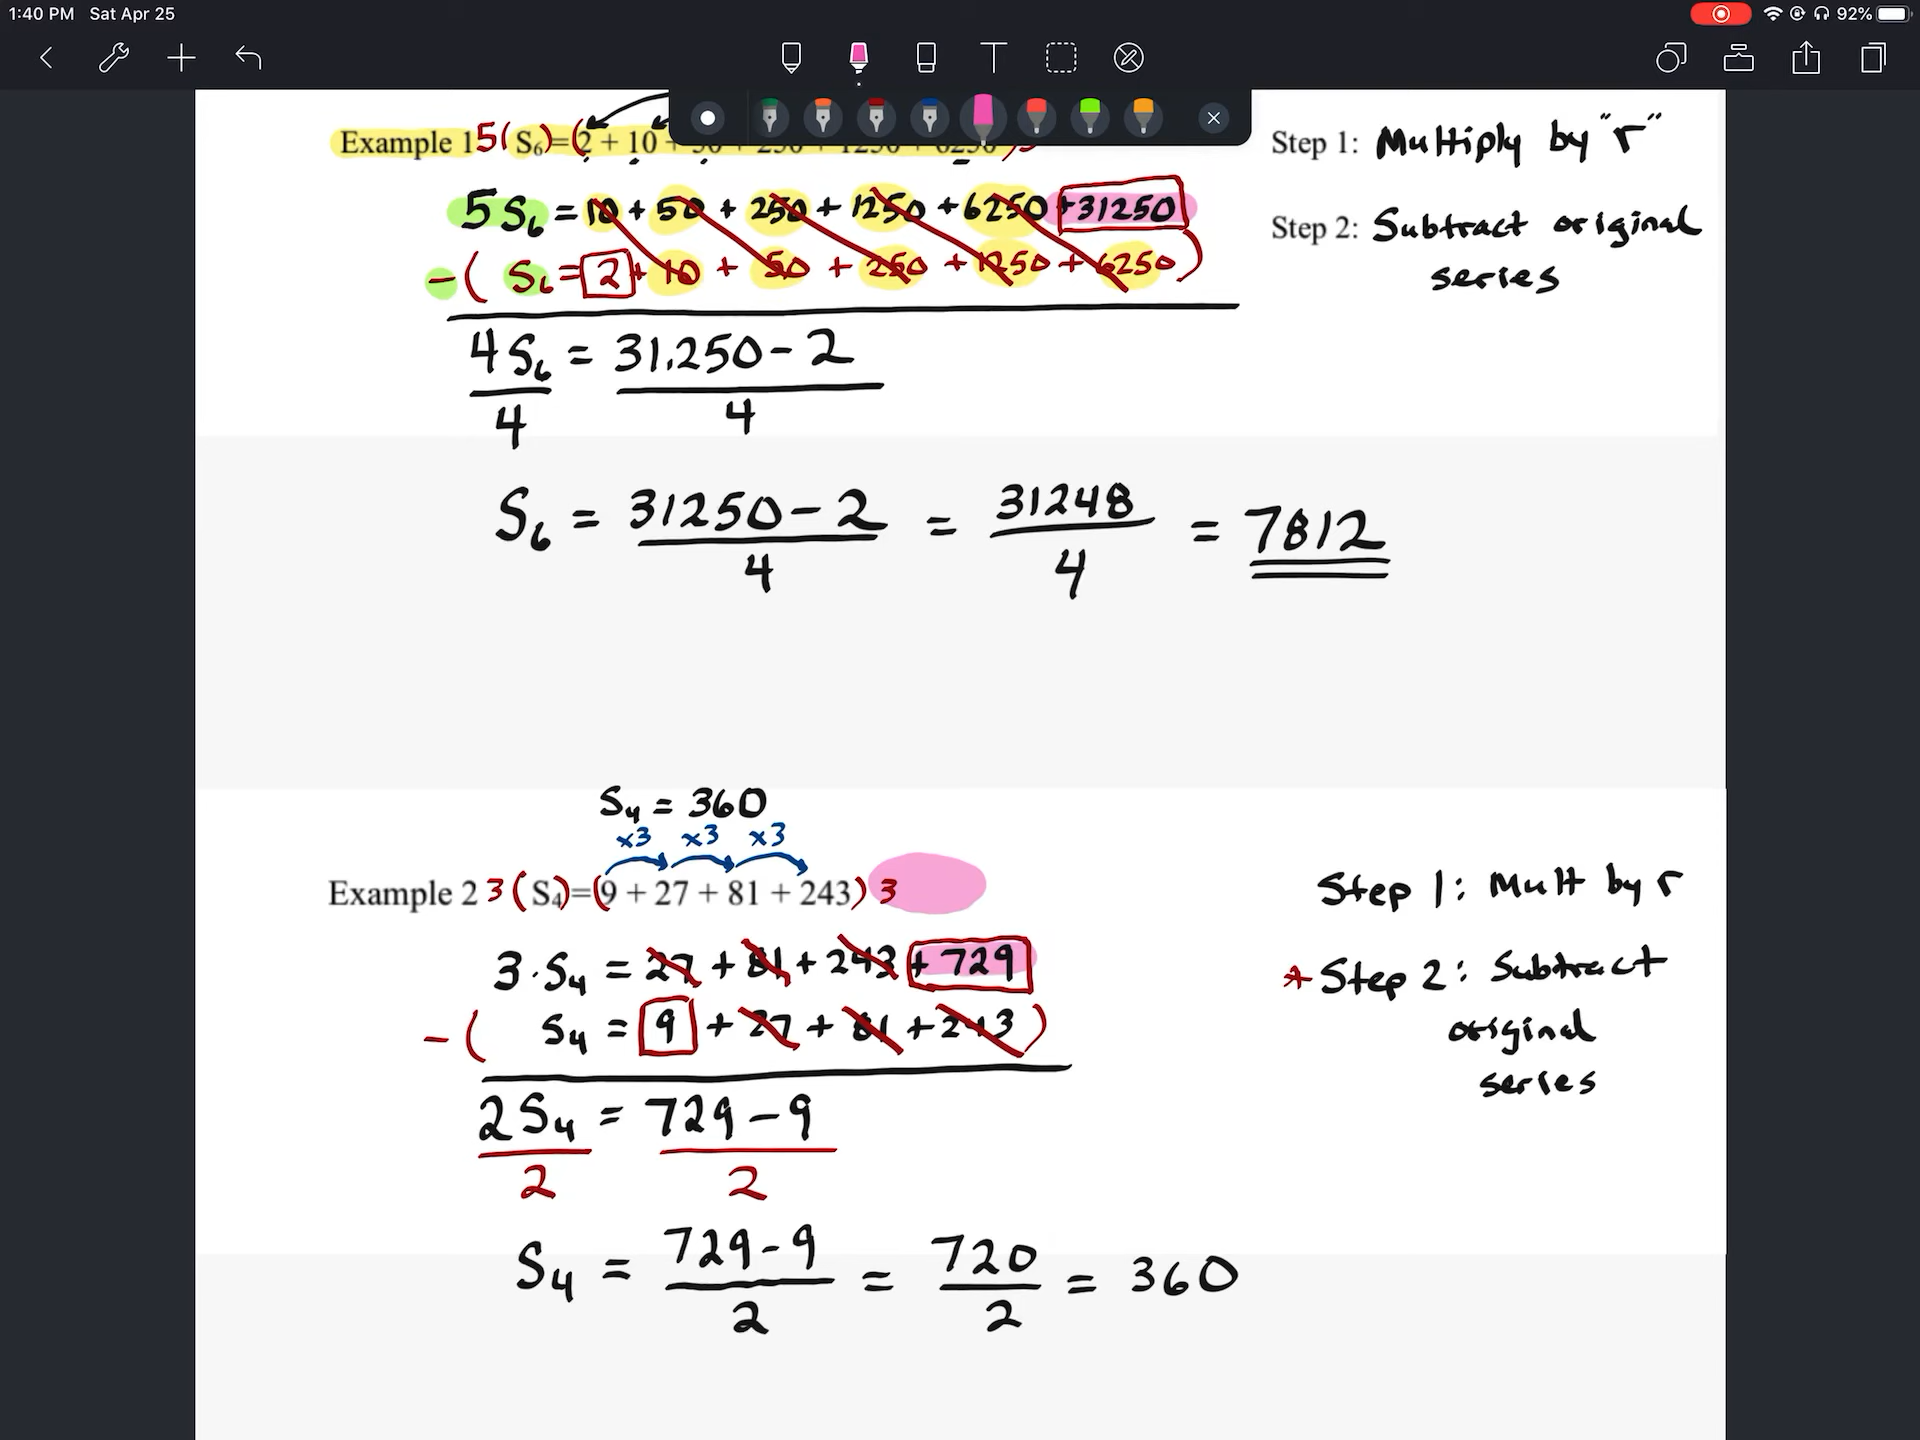 1:40 PM Sat Apr 25
92%
Example 1 5(S₆)=(2 + 10 +
Step 1: Multiply by "r"
5S₆ = 10 + 50 + 250 + 1250 + 6250 +31250
Step 2: Subtract original
series
-( S₆ = 2 + 10 + 50 + 250 + 1250 + 6250)
4S₆ = 31,250 - 2
4 4
S₆ = 31250 - 2 = 31248 = 7812
4 4
S₄ = 360
x3 x3 x3
Example 2 3(S₄)=(9 + 27 + 81 + 243)3
Step 1: Mult by r
3·S₄ = 27 + 81 + 243 + 729
* Step 2: Subtract
original
series
-( S₄ = 9 + 27 + 81 + 243)
2S₄ = 729 - 9
2 2
S₄ = 729 - 9 = 720 = 360
2 2